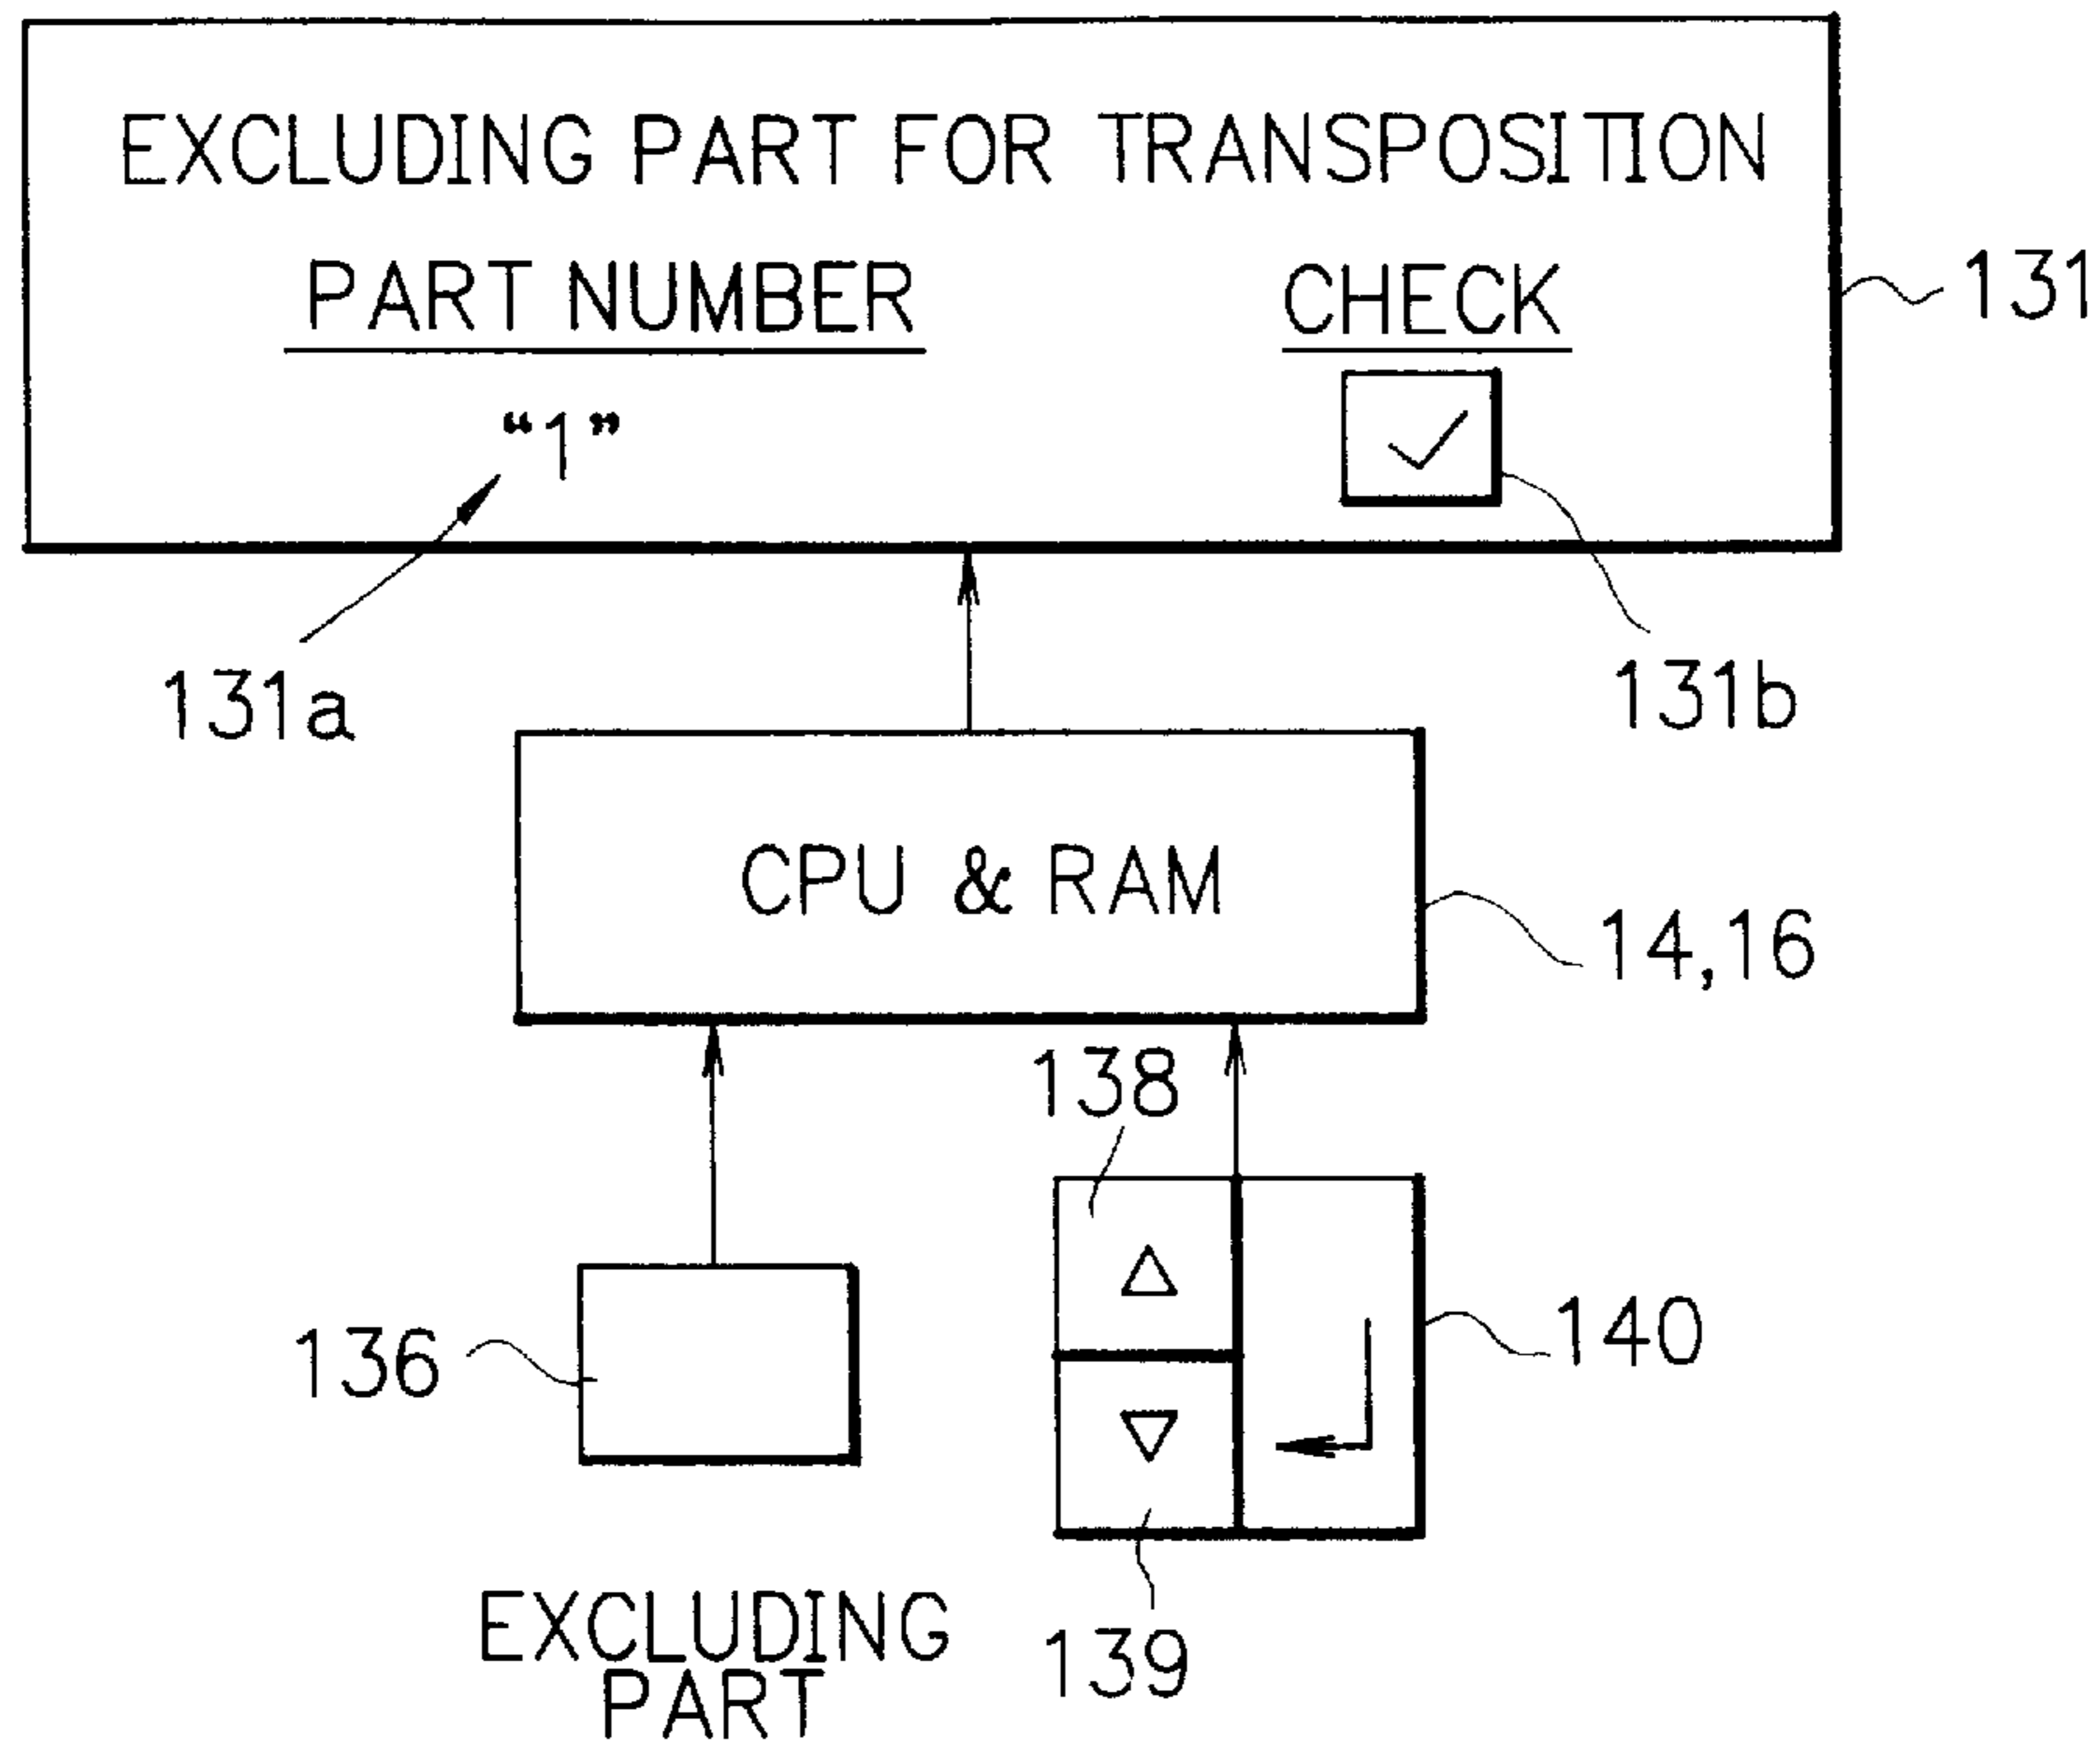 EXCLUDING PART FOR TRANSPOSITION
PART NUMBER CHECK
131
“1”
131a
131b
CPU & RAM
14,16
138
136
140
139
EXCLUDING
PART